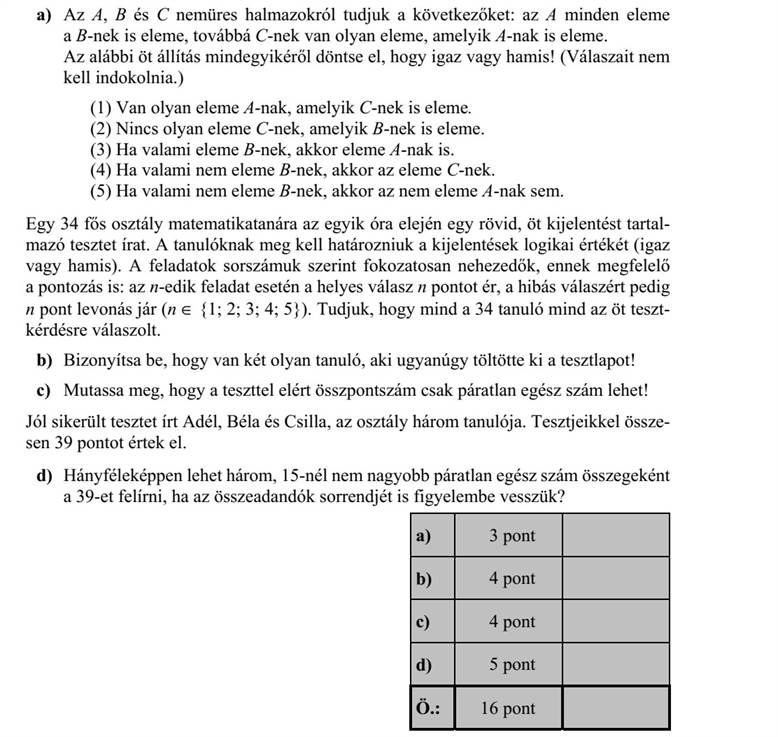 a) Az A, B és C nemüres halmazokról tudjuk a következőket: az A minden eleme
a B-nek is eleme, továbbá C-nek van olyan eleme, amelyik A-nak is eleme.
Az alábbi öt állítás mindegyikéről döntse el, hogy igaz vagy hamis! (Válaszait nem
kell indokolnia.)
(1) Van olyan eleme A-nak, amelyik C-nek is eleme.
(2) Nincs olyan eleme C-nek, amelyik B-nek is eleme.
(3) Ha valami eleme B-nek, akkor eleme A-nak is.
(4) Ha valami nem eleme B-nek, akkor az eleme C-nek.
(5) Ha valami nem eleme B-nek, akkor az nem eleme A-nak sem.
Egy 34 fős osztály matematikatanára az egyik óra elején egy rövid, öt kijelentést tartal-
mazó tesztet írat. A tanulóknak meg kell határozniuk a kijelentések logikai értékét (igaz
vagy hamis). A feladatok sorszámuk szerint fokozatosan nehezedők, ennek megfelelő
a pontozás is: az n-edik feladat esetén a helyes válasz n pontot ér, a hibás válaszért pedig
n pont levonás jár (n ∈ {1; 2; 3; 4; 5}). Tudjuk, hogy mind a 34 tanuló mind az öt teszt-
kérdésre válaszolt.
b) Bizonyítsa be, hogy van két olyan tanuló, aki ugyanúgy töltötte ki a tesztlapot!
c) Mutassa meg, hogy a teszttel elért összpontszám csak páratlan egész szám lehet!
Jól sikerült tesztet írt Adél, Béla és Csilla, az osztály három tanulója. Tesztjeikkel össze-
sen 39 pontot értek el.
d) Hányféleképpen lehet három, 15-nél nem nagyobb páratlan egész szám összegeként
a 39-et felírni, ha az összeadandók sorrendjét is figyelembe vesszük?
a) 3 pont
b) 4 pont
c) 4 pont
d) 5 pont
Ö.: 16 pont